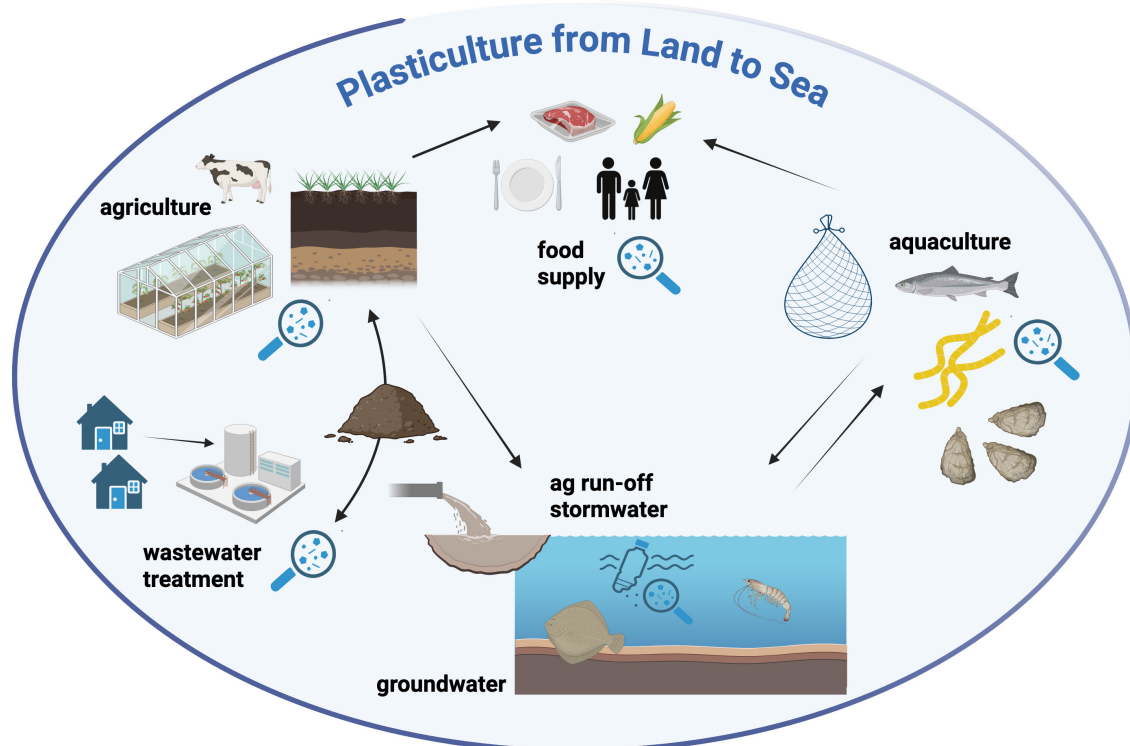 Plasticulture from Land to Sea
agriculture
food
supply
aquaculture
ag run-off
stormwater
wastewater
treatment
groundwater